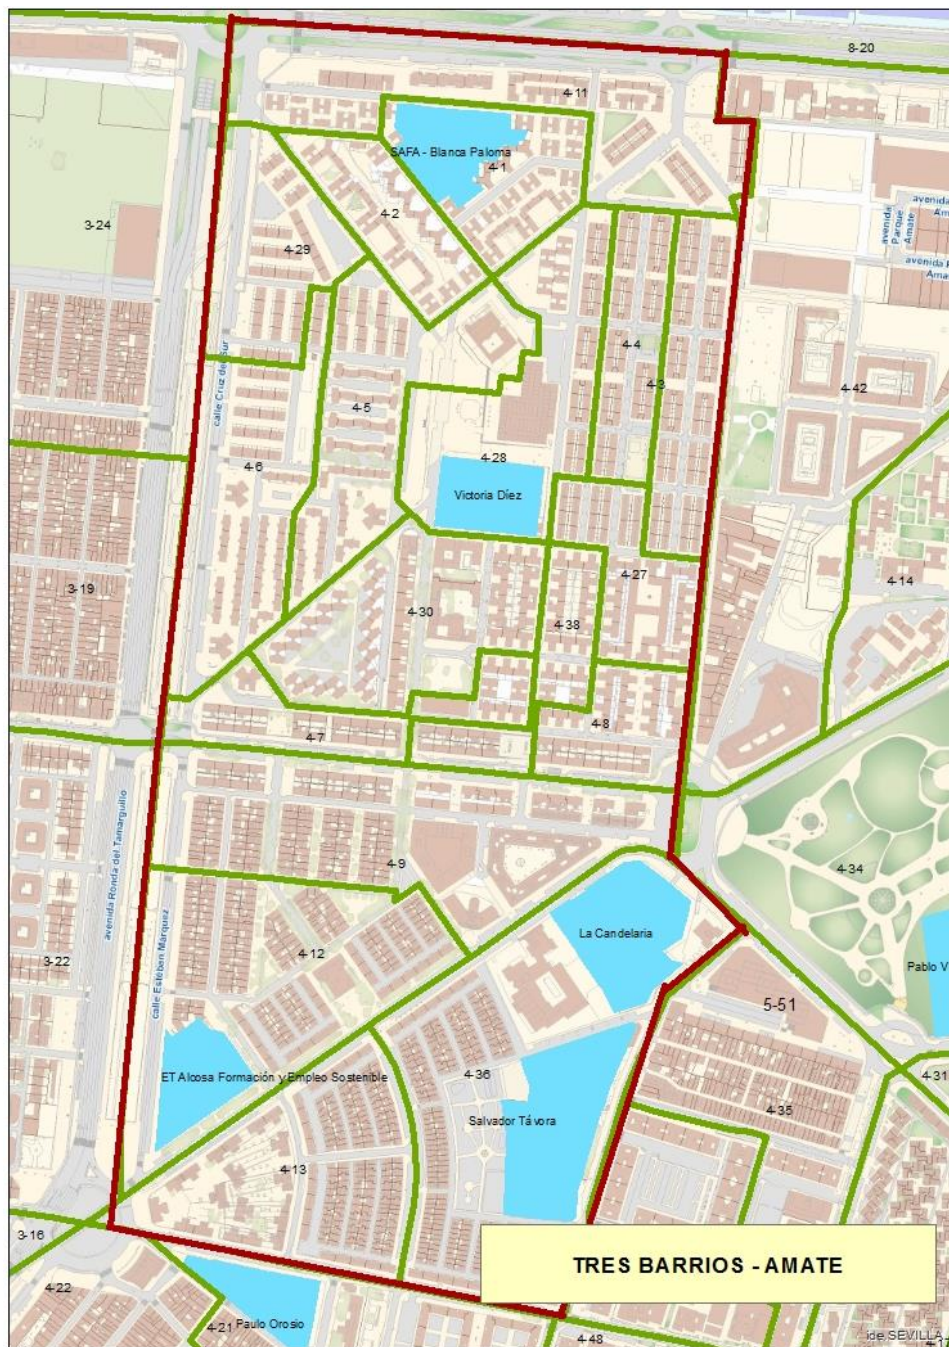 8-20
4-11
SAFA - Blanca Paloma
4-1
avenida
Am
avenida
Parque
Amate
4-2
3-24
4-29
avenida P
Ama
4-4
calle Cruz del Sur
4-3
4-42
4-5
4-28
4-6
Victoria Díez
4-27
4-14
3-19
4-30
4-38
4-8
4-7
avenida Ronda del Tamarguillo
4-9
4-34
La Candelaria
calle Esteban Márquez
4-12
3-22
Pablo V
5-51
ET Alcosa Formación y Empleo Sostenible
4-36
4-31
Salvador Távora
4-35
4-13
3-16
TRES BARRIOS - AMATE
4-22
4-21
Paulo Orosio
4-48
ide SEVILLA